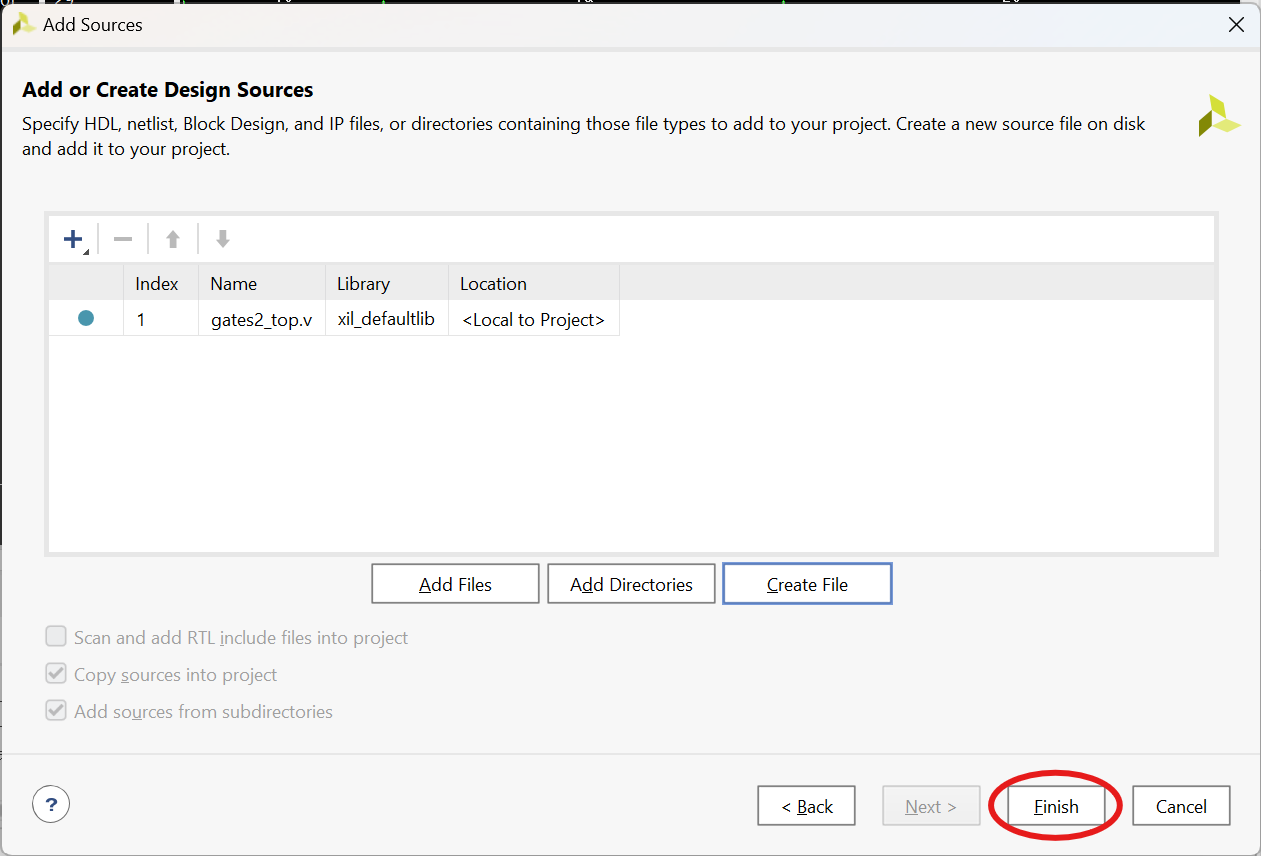 Add Sources
Add or Create Design Sources
Specify HDL, netlist, Block Design, and IP files, or directories containing those file types to add to your project. Create a new source file on disk
and add it to your project.
Index Name Library Location
1 gates2_top.v xil_defaultlib <Local to Project>
Add Files Add Directories Create File
Scan and add RTL include files into project
Copy sources into project
Add sources from subdirectories
? < Back Next > Finish Cancel